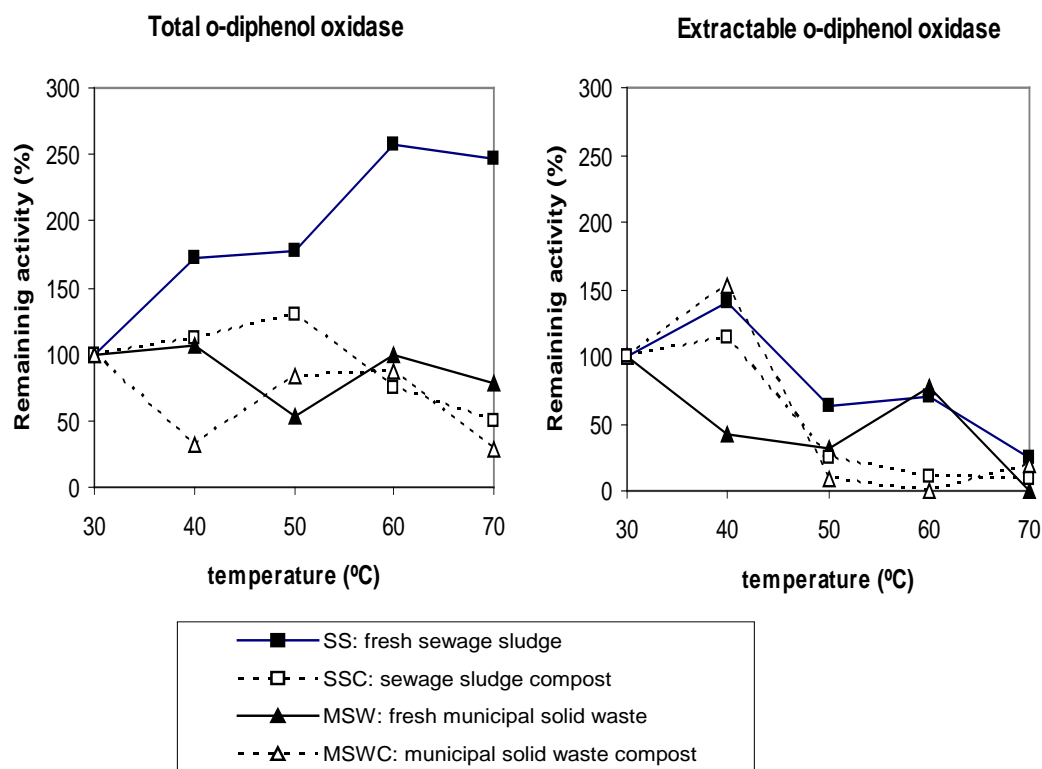 Total o-diphenol oxidase
Extractable o-diphenol oxidase
Remaininig activity (%)
300
250
200
150
100
50
0
30 40 50 60 70
temperature (ºC)
Remaininig activity (%)
300
250
200
150
100
50
0
30 40 50 60 70
temperature (ºC)
SS: fresh sewage sludge
SSC: sewage sludge compost
MSW: fresh municipal solid waste
MSWC: municipal solid waste compost